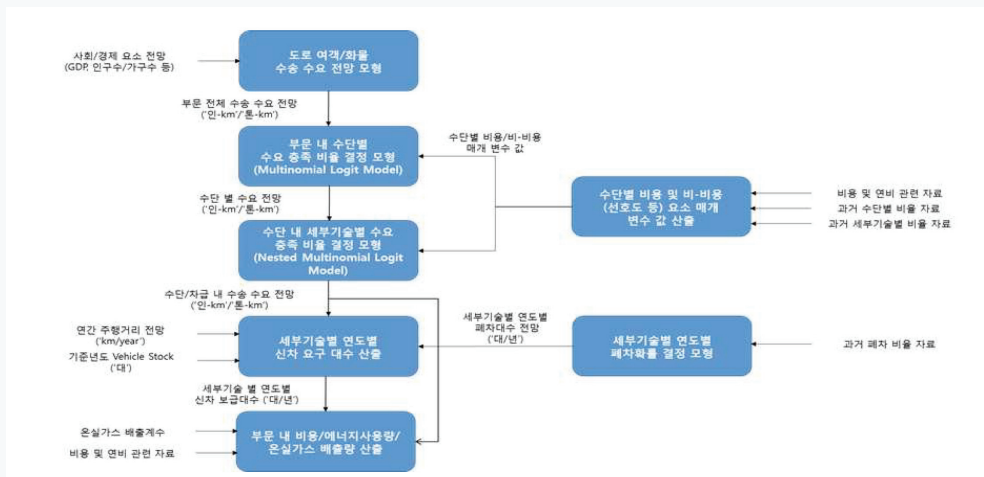 사회/경제 요소 전망
(GDP, 인구수/가구수 등)
도로 여객/화물
수송 수요 전망 모형
부문 전체 수송 수요 전망
('인-km'/'톤-km')
부문 내 수단별
수요 충족 비율 결정 모형
(Multinomial Logit Model)
수단별 비용/비-비용
매개 변수 값
수단 별 수요 전망
('인-km'/'톤-km')
수단별 비용 및 비-비용
(선호도 등) 요소 매개
변수 값 산출
비용 및 연비 관련 자료
과거 수단별 비율 자료
과거 세부기술별 비율 자료
수단 내 세부기술별 수요
충족 비율 결정 모형
(Nested Multinomial Logit
Model)
수단/차급 내 수송 수요 전망
('인-km'/'톤-km')
연간 주행거리 전망
('km/year')
기준년도 Vehicle Stock
('대')
세부기술별 연도별
신차 요구 대수 산출
세부기술별 연도별
폐차대수 전망
('대/년')
세부기술별 연도별
폐차확률 결정 모형
과거 폐차 비율 자료
세부기술 별 연도별
신차 보급대수 ('대/년')
온실가스 배출계수
비용 및 연비 관련 자료
부문 내 비용/에너지사용량/
온실가스 배출량 산출